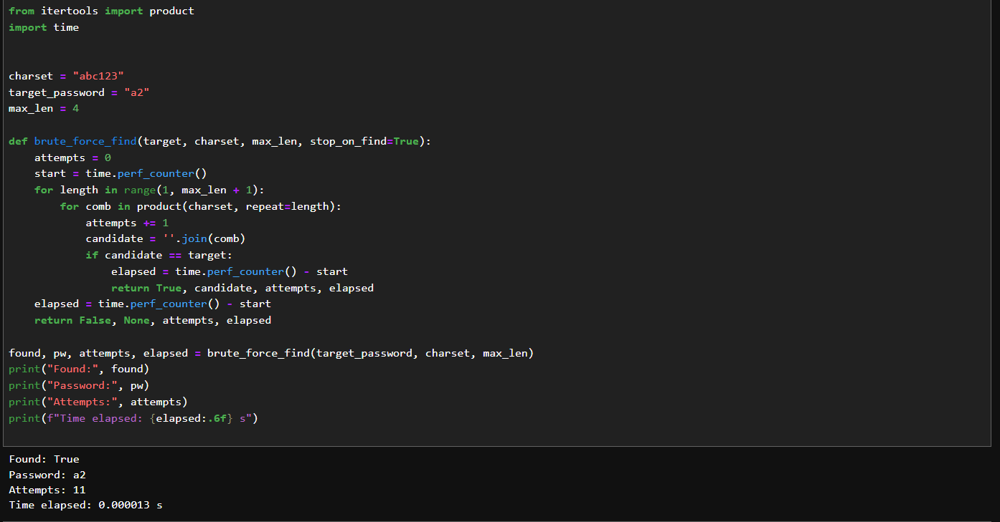 from itertools import product
import time
charset = "abc123"
target_password = "a2"
max_len = 4
def brute_force_find(target, charset, max_len, stop_on_find=True):
    attempts = 0
    start = time.perf_counter()
    for length in range(1, max_len + 1):
        for comb in product(charset, repeat=length):
            attempts += 1
            candidate = ''.join(comb)
            if candidate == target:
                elapsed = time.perf_counter() - start
                return True, candidate, attempts, elapsed
    elapsed = time.perf_counter() - start
    return False, None, attempts, elapsed
found, pw, attempts, elapsed = brute_force_find(target_password, charset, max_len)
print("Found:", found)
print("Password:", pw)
print("Attempts:", attempts)
print(f"Time elapsed: {elapsed:.6f} s")
Found: True
Password: a2
Attempts: 11
Time elapsed: 0.000013 s